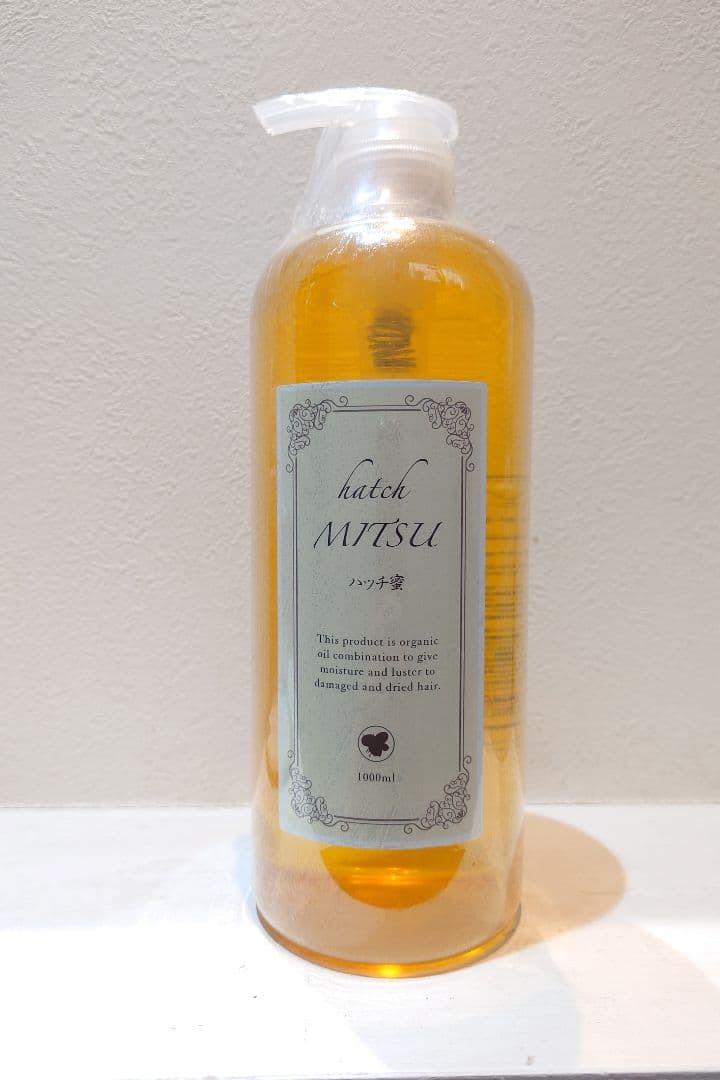 hatch
MITSU
ハッチ蜜
This product is organic
oil combination to give
moisture and luster to
damaged and dried hair.
1000ml